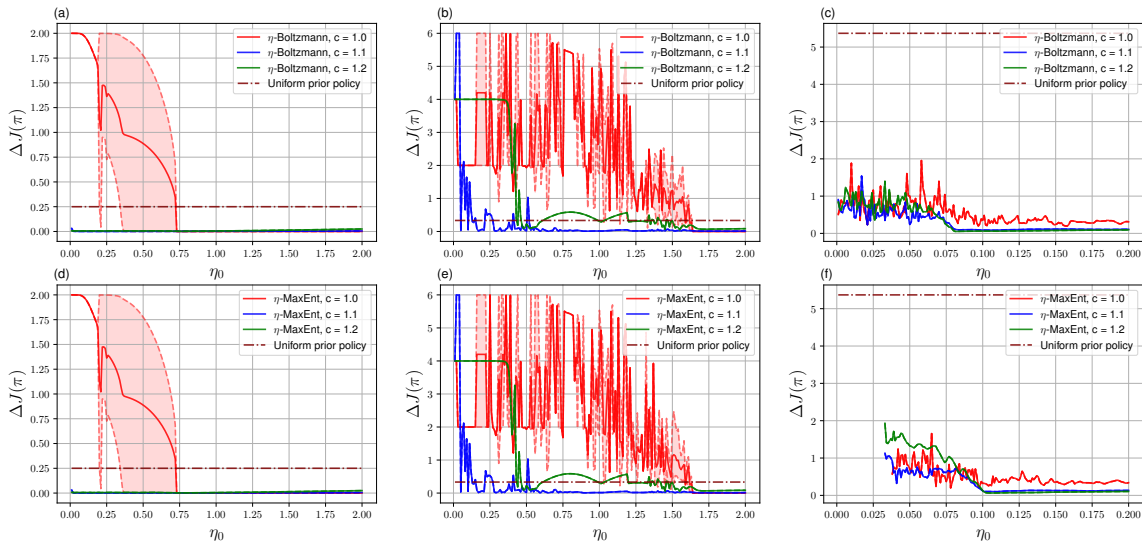 (a)
2.00
1.75
1.50
1.25
1.00
0.75
0.50
0.25
0.00
ΔJ(π)
η-Boltzmann, c = 1.0
η-Boltzmann, c = 1.1
η-Boltzmann, c = 1.2
Uniform prior policy
0.00 0.25 0.50 0.75 1.00 1.25 1.50 1.75 2.00
η₀
(b)
6
5
4
3
2
1
0
ΔJ(π)
η-Boltzmann, c = 1.0
η-Boltzmann, c = 1.1
η-Boltzmann, c = 1.2
Uniform prior policy
0.00 0.25 0.50 0.75 1.00 1.25 1.50 1.75 2.00
η₀
(c)
5
4
3
2
1
0
ΔJ(π)
η-Boltzmann, c = 1.0
η-Boltzmann, c = 1.1
η-Boltzmann, c = 1.2
Uniform prior policy
0.000 0.025 0.050 0.075 0.100 0.125 0.150 0.175 0.200
η₀
(d)
2.00
1.75
1.50
1.25
1.00
0.75
0.50
0.25
0.00
ΔJ(π)
η-MaxEnt, c = 1.0
η-MaxEnt, c = 1.1
η-MaxEnt, c = 1.2
Uniform prior policy
0.00 0.25 0.50 0.75 1.00 1.25 1.50 1.75 2.00
η₀
(e)
6
5
4
3
2
1
0
ΔJ(π)
η-MaxEnt, c = 1.0
η-MaxEnt, c = 1.1
η-MaxEnt, c = 1.2
Uniform prior policy
0.00 0.25 0.50 0.75 1.00 1.25 1.50 1.75 2.00
η₀
(f)
5
4
3
2
1
0
ΔJ(π)
η-MaxEnt, c = 1.0
η-MaxEnt, c = 1.1
η-MaxEnt, c = 1.2
Uniform prior policy
0.000 0.025 0.050 0.075 0.100 0.125 0.150 0.175 0.200
η₀